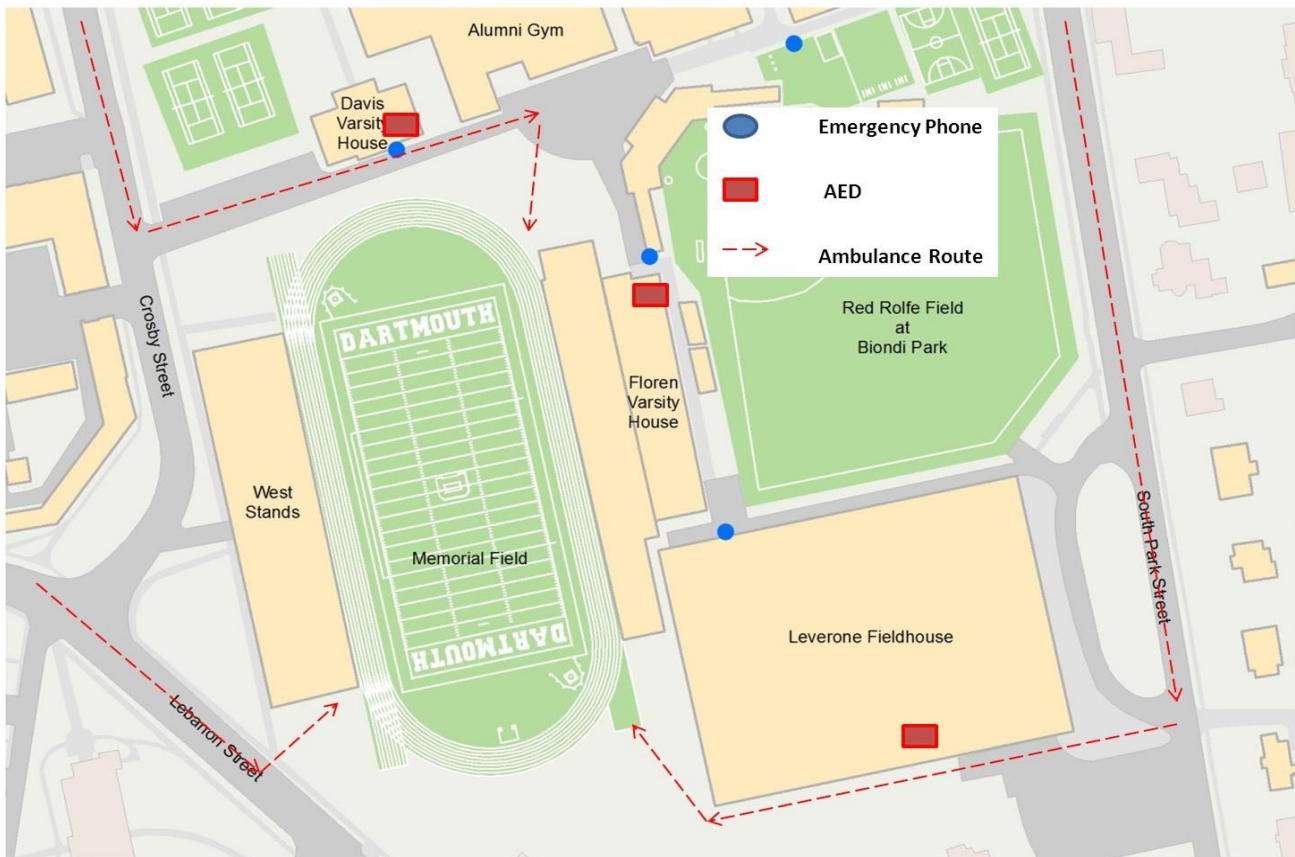 Alumni Gym
Davis
Varsity
House
Emergency Phone
AED
Ambulance Route
Crosby Street
DARTMOUTH
Red Rolfe Field
at
Biondi Park
Floren
Varsity
House
West
Stands
South Park Street
Memorial Field
DARTMOUTH
Leverone Fieldhouse
Lebanon Street